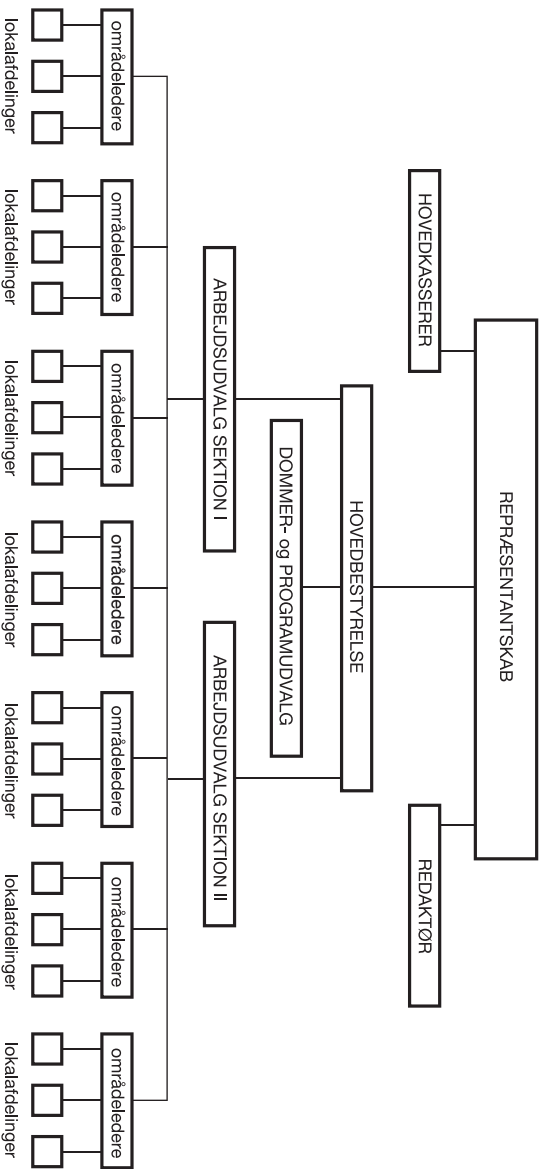 REPRÆSENTANTSKAB
HOVEDKASSERER
REDAKTØR
HOVEDBESTYRELSE
DOMMER- og PROGRAMUDVALG
ARBEJDSUDVALG SEKTION I
ARBEJDSUDVALG SEKTION II
områdeledere
områdeledere
områdeledere
områdeledere
områdeledere
områdeledere
områdeledere
lokalafdelinger
lokalafdelinger
lokalafdelinger
lokalafdelinger
lokalafdelinger
lokalafdelinger
lokalafdelinger